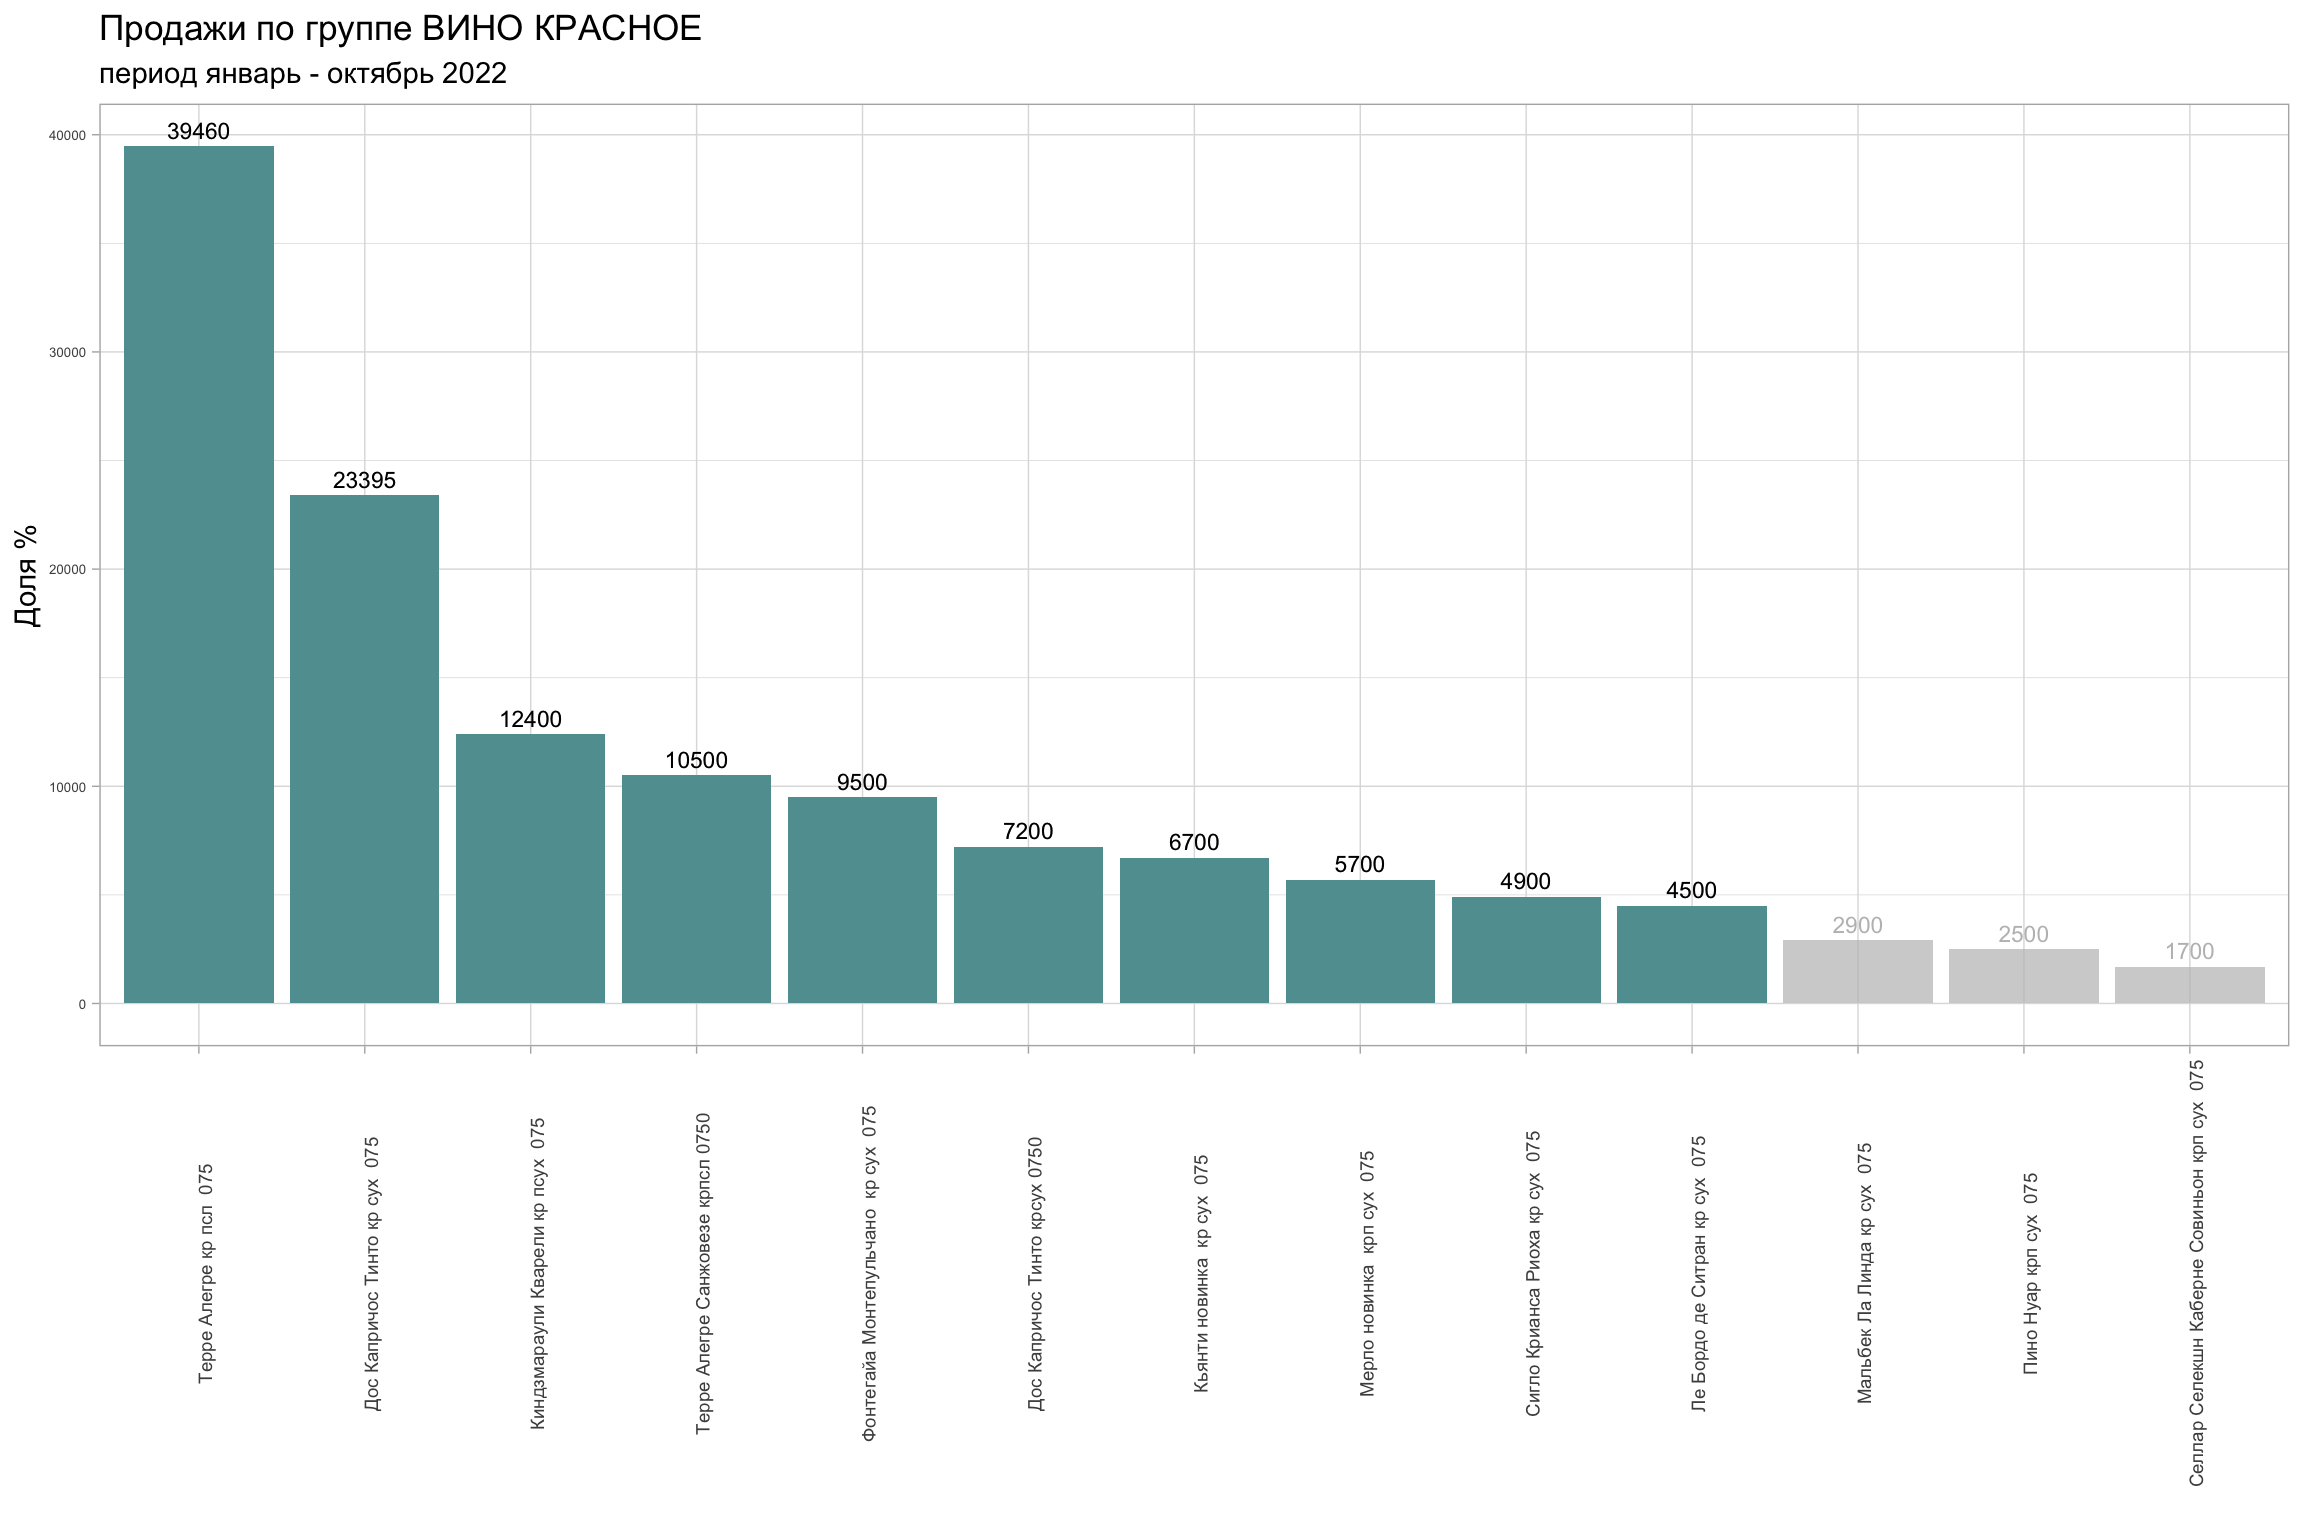 Продажи по группе ВИНО КРАСНОЕ
период январь - октябрь 2022
Доля %
40000
30000
20000
10000
0
39460
23395
12400
10500
9500
7200
6700
5700
4900
4500
2900
2500
1700
Терре Алегре кр псл  075
Дос Капричос Тинто кр сух  075
Киндзмараули Кварели кр псух  075
Терре Алегре Санжовезе крпсл 0750
Фонтегайа Монтепульчано  кр сух  075
Дос Капричос Тинто крсух 0750
Кьянти новинка  кр сух  075
Мерло новинка  крп сух  075
Сигло Крианса Риоха кр сух  075
Ле Бордо де Ситран кр сух  075
Мальбек Ла Линда кр сух  075
Пино Нуар крп сух  075
Селлар Селекшн Каберне Совиньон крп сух  075